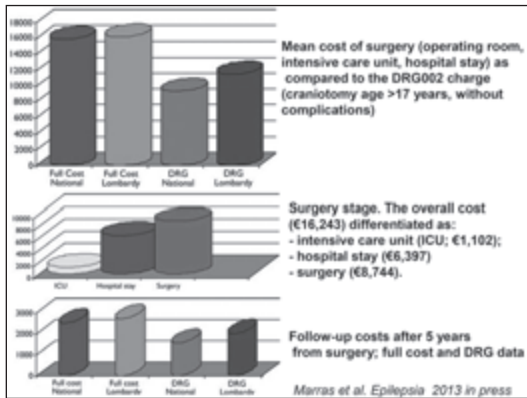 18000
16000
14000
12000
10000
8000
6000
4000
2000
0
Full Cost National
Full Cost Lombardy
DRG National
DRG Lombardy
Mean cost of surgery (operating room,
intensive care unit, hospital stay) as
compared to the DRG002 charge
(craniotomy age >17 years, without
complications)
10000
8000
6000
4000
2000
0
ICU
Hospital stay
Surgery
Surgery stage. The overall cost
(€16,243) differentiated as:
- intensive care unit (ICU; €1,102);
- hospital stay (€6,397)
- surgery (€8,744).
3000
2000
1000
0
Full cost National
Full cost Lombardy
DRG National
DRG Lombardy
Follow-up costs after 5 years
from surgery; full cost and DRG data
Marras et al. Epilepsia 2013 in press